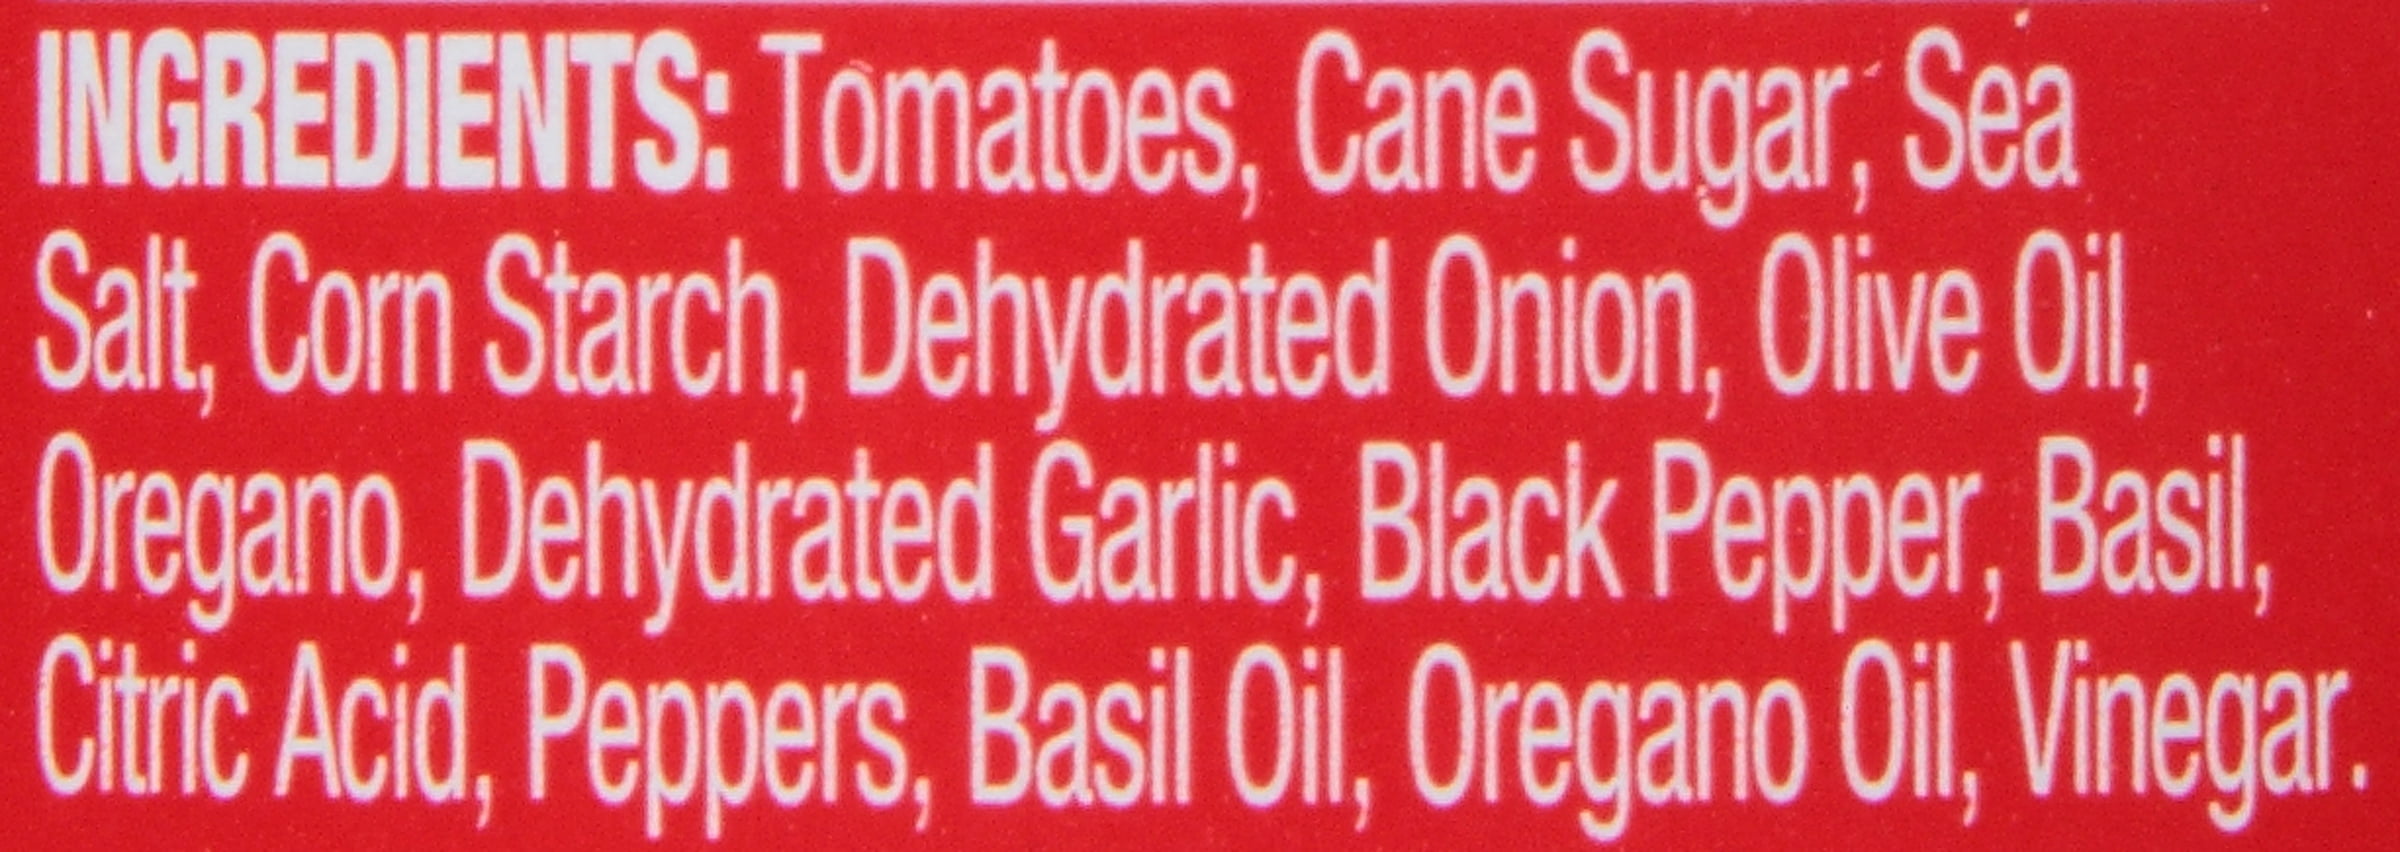 INGREDIENTS: Tomatoes, Cane Sugar, Sea
Salt, Corn Starch, Dehydrated Onion, Olive Oil,
Oregano, Dehydrated Garlic, Black Pepper, Basil,
Citric Acid, Peppers, Basil Oil, Oregano Oil, Vinegar.